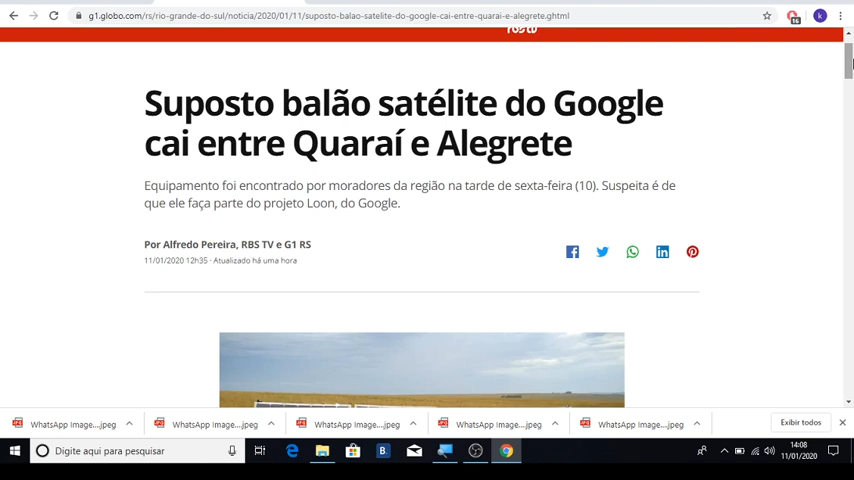 g1.globo.com/rs/rio-grande-do-sul/noticia/2020/01/11/suposto-balao-satelite-do-google-cai-entre-quarai-e-alegrete.ghtml
Suposto balão satélite do Google
cai entre Quaraí e Alegrete
Equipamento foi encontrado por moradores da região na tarde de sexta-feira (10). Suspeita é de
que ele faça parte do projeto Loon, do Google.
Por Alfredo Pereira, RBS TV e G1 RS
11/01/2020 12h35 · Atualizado há uma hora
WhatsApp Image....jpeg
WhatsApp Image....jpeg
WhatsApp Image....jpeg
WhatsApp Image....jpeg
WhatsApp Image....jpeg
Exibir todos
Digite aqui para pesquisar
14:08
11/01/2020